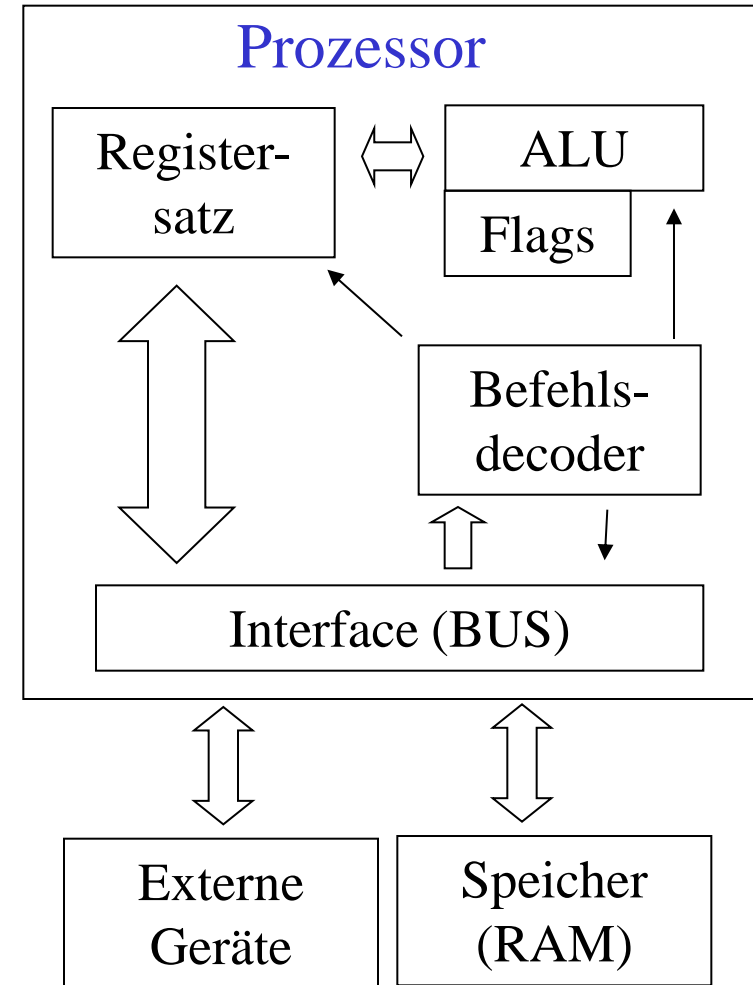 Prozessor
Register-
satz
ALU
Flags
Befehls-
decoder
Interface (BUS)
Externe
Geräte
Speicher
(RAM)